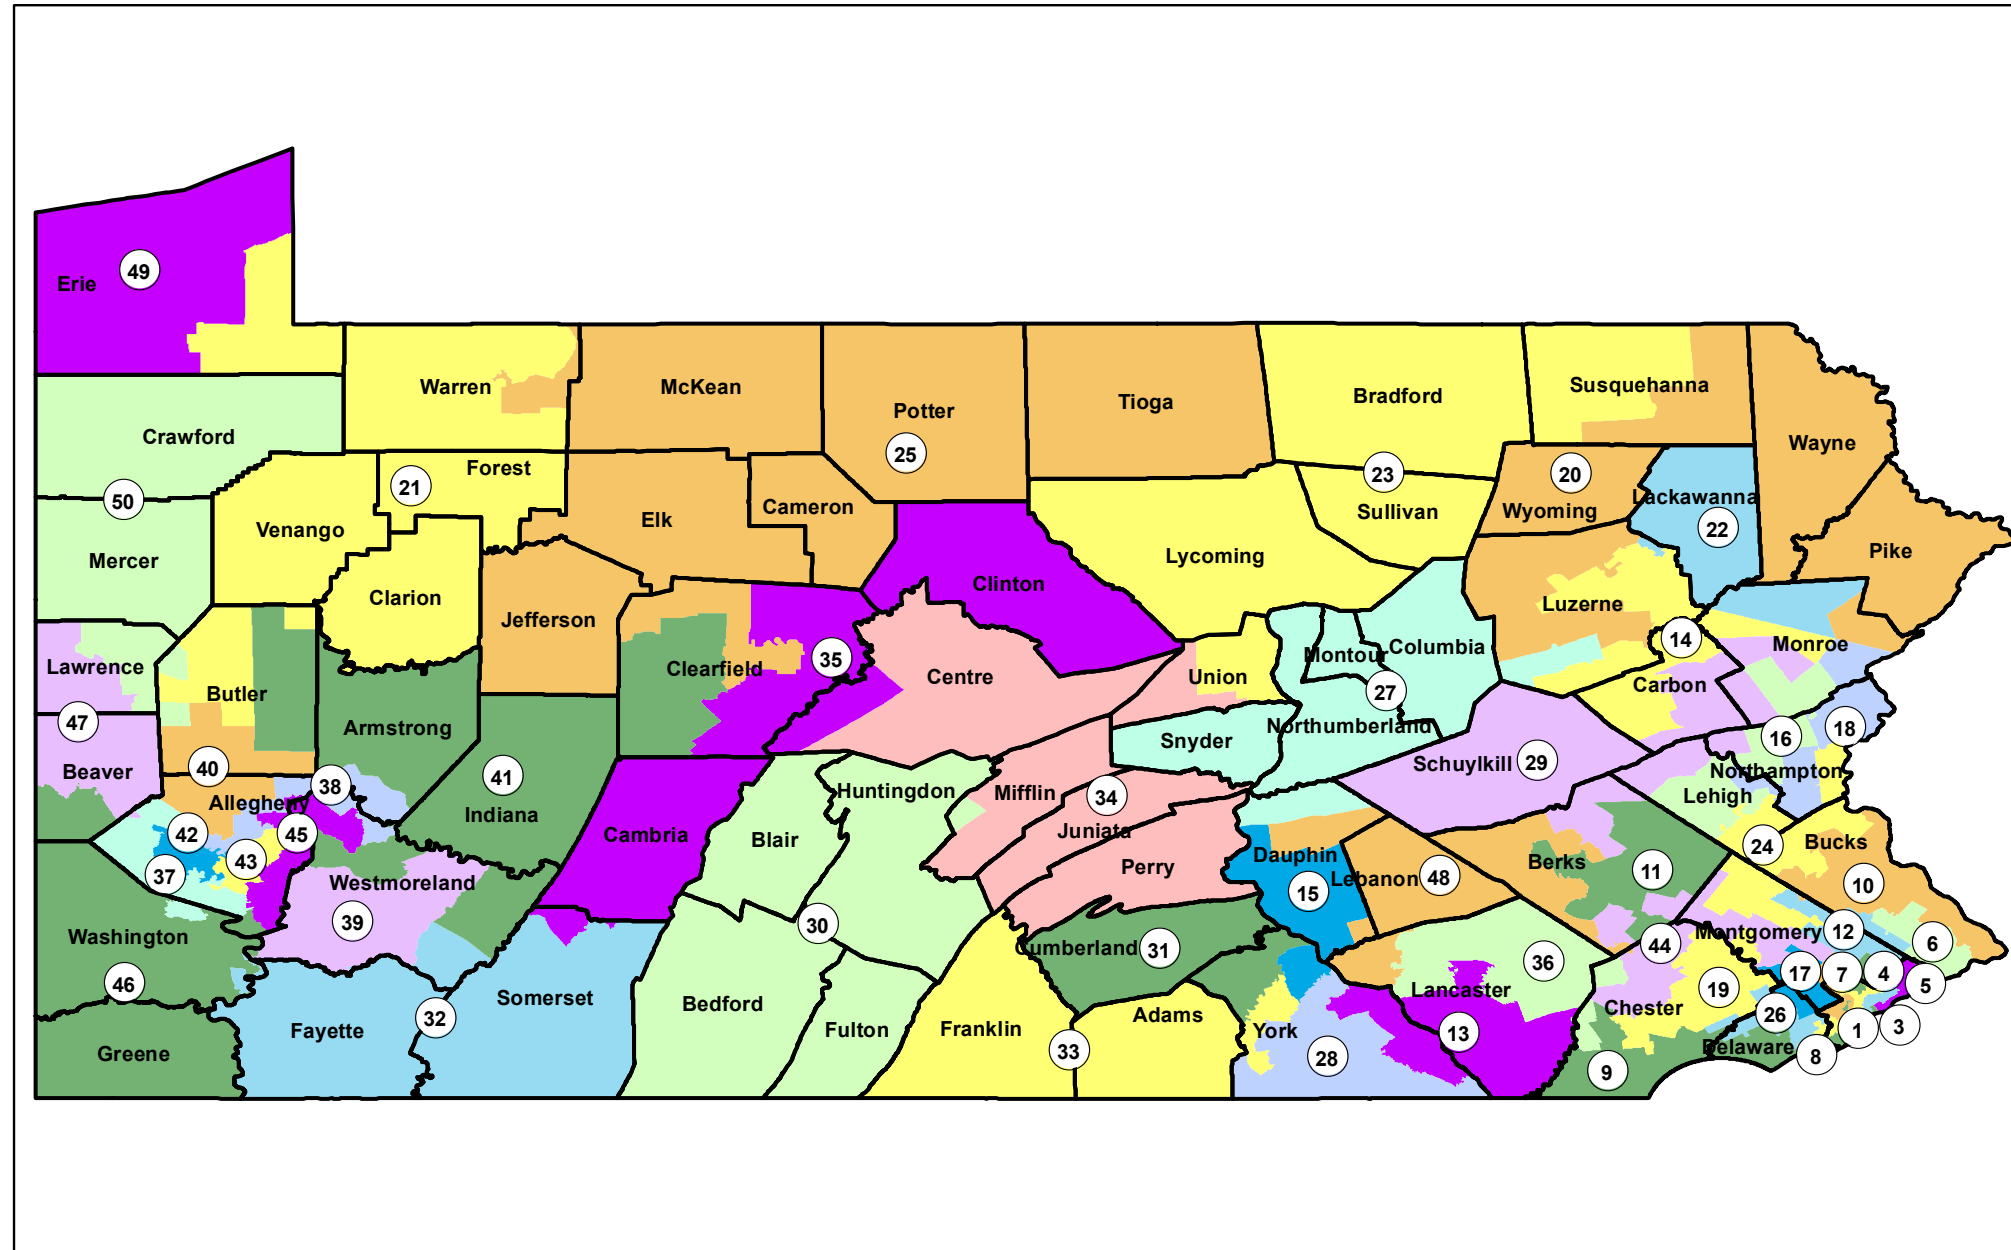 Erie
49
Warren
McKean
Potter
Tioga
Bradford
Susquehanna
Wayne
Crawford
50
21
Forest
25
23
20
Lackawanna
22
Venango
Elk
Cameron
Sullivan
Wyoming
Mercer
Clarion
Jefferson
Clinton
Lycoming
Luzerne
Pike
Lawrence
Butler
Clearfield
35
Centre
Union
Montour
Columbia
14
Monroe
Carbon
47
Armstrong
27
Northumberland
Snyder
18
16
Beaver
40
38
41
Indiana
Huntingdon
Mifflin
34
Schuylkill
29
Northampton
Lehigh
Allegheny
42
45
43
37
Cambria
Blair
Juniata
Perry
Dauphin
15
Lebanon
48
Berks
11
24
Bucks
10
Westmoreland
39
Washington
46
30
Cumberland
31
36
Lancaster
44
Montgomery
12
6
17
7
4
5
Greene
Fayette
32
Somerset
Bedford
Fulton
Franklin
33
Adams
York
28
13
Chester
19
26
Delaware
8
1
3
9